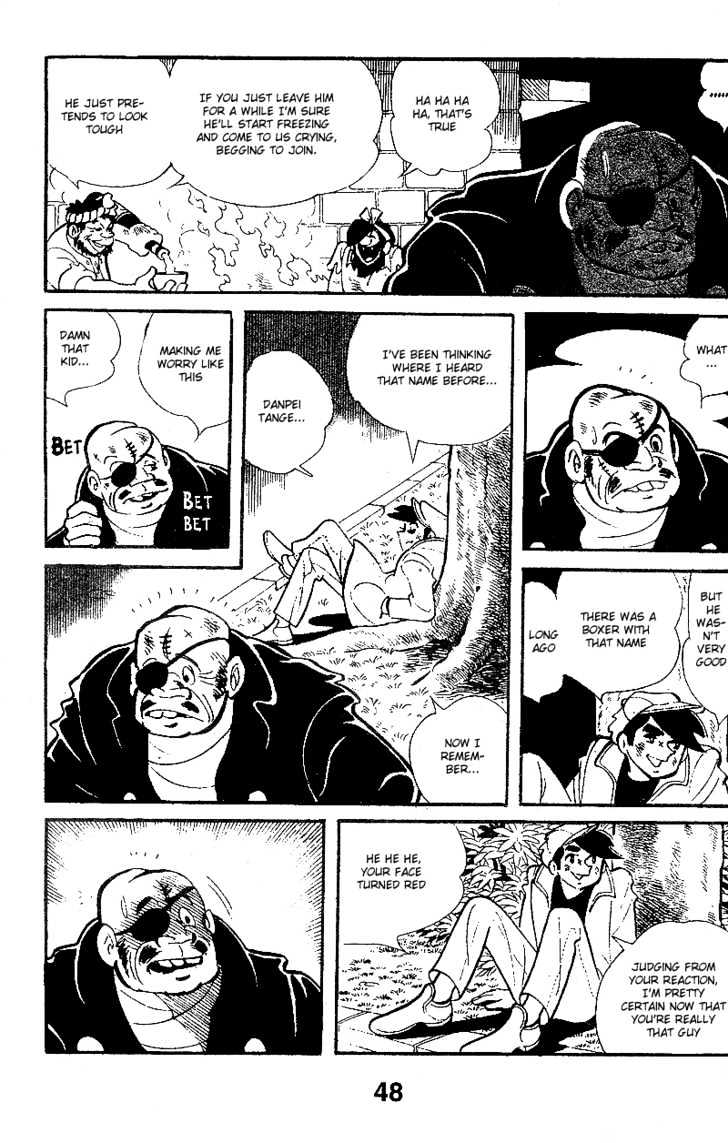 HE JUST PRE-
TENDS TO LOOK
TOUGH
IF YOU JUST LEAVE HIM
FOR A WHILE I'M SURE
HE'LL START FREEZING
AND COME TO US CRYING,
BEGGING TO JOIN.
HA HA HA
HA, THAT'S
TRUE
......
DAMN
THAT
KID...
MAKING ME
WORRY LIKE
THIS
BET
BET
BET
I'VE BEEN THINKING
WHERE I HEARD
THAT NAME BEFORE...
DANPEI
TANGE...
WHAT
...
NOW I
REMEM-
BER...
LONG
AGO
THERE WAS A
BOXER WITH
THAT NAME
BUT
HE
WAS-
N'T
VERY
GOOD
HE HE HE,
YOUR FACE
TURNED RED
JUDGING FROM
YOUR REACTION,
I'M PRETTY
CERTAIN NOW THAT
YOU'RE REALLY
THAT GUY
48